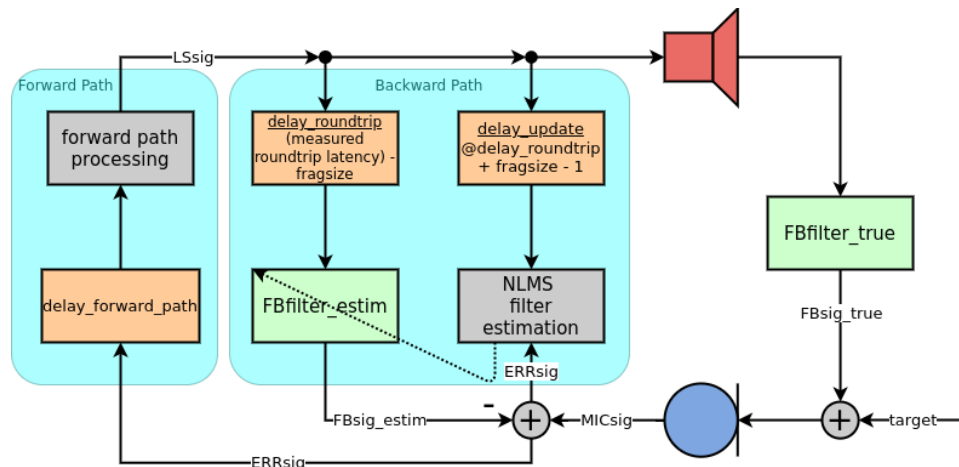 LSsig
Forward Path
Backward Path
forward path
processing
delay_roundtrip
(measured
roundtrip latency) -
fragsize
delay_update
@delay_roundtrip
+ fragsize - 1
FBfilter_true
delay_forward_path
FBfilter_estim
NLMS
filter
estimation
FBsig_true
ERRsig
-
+
+
FBsig_estim
MICsig
target
ERRsig